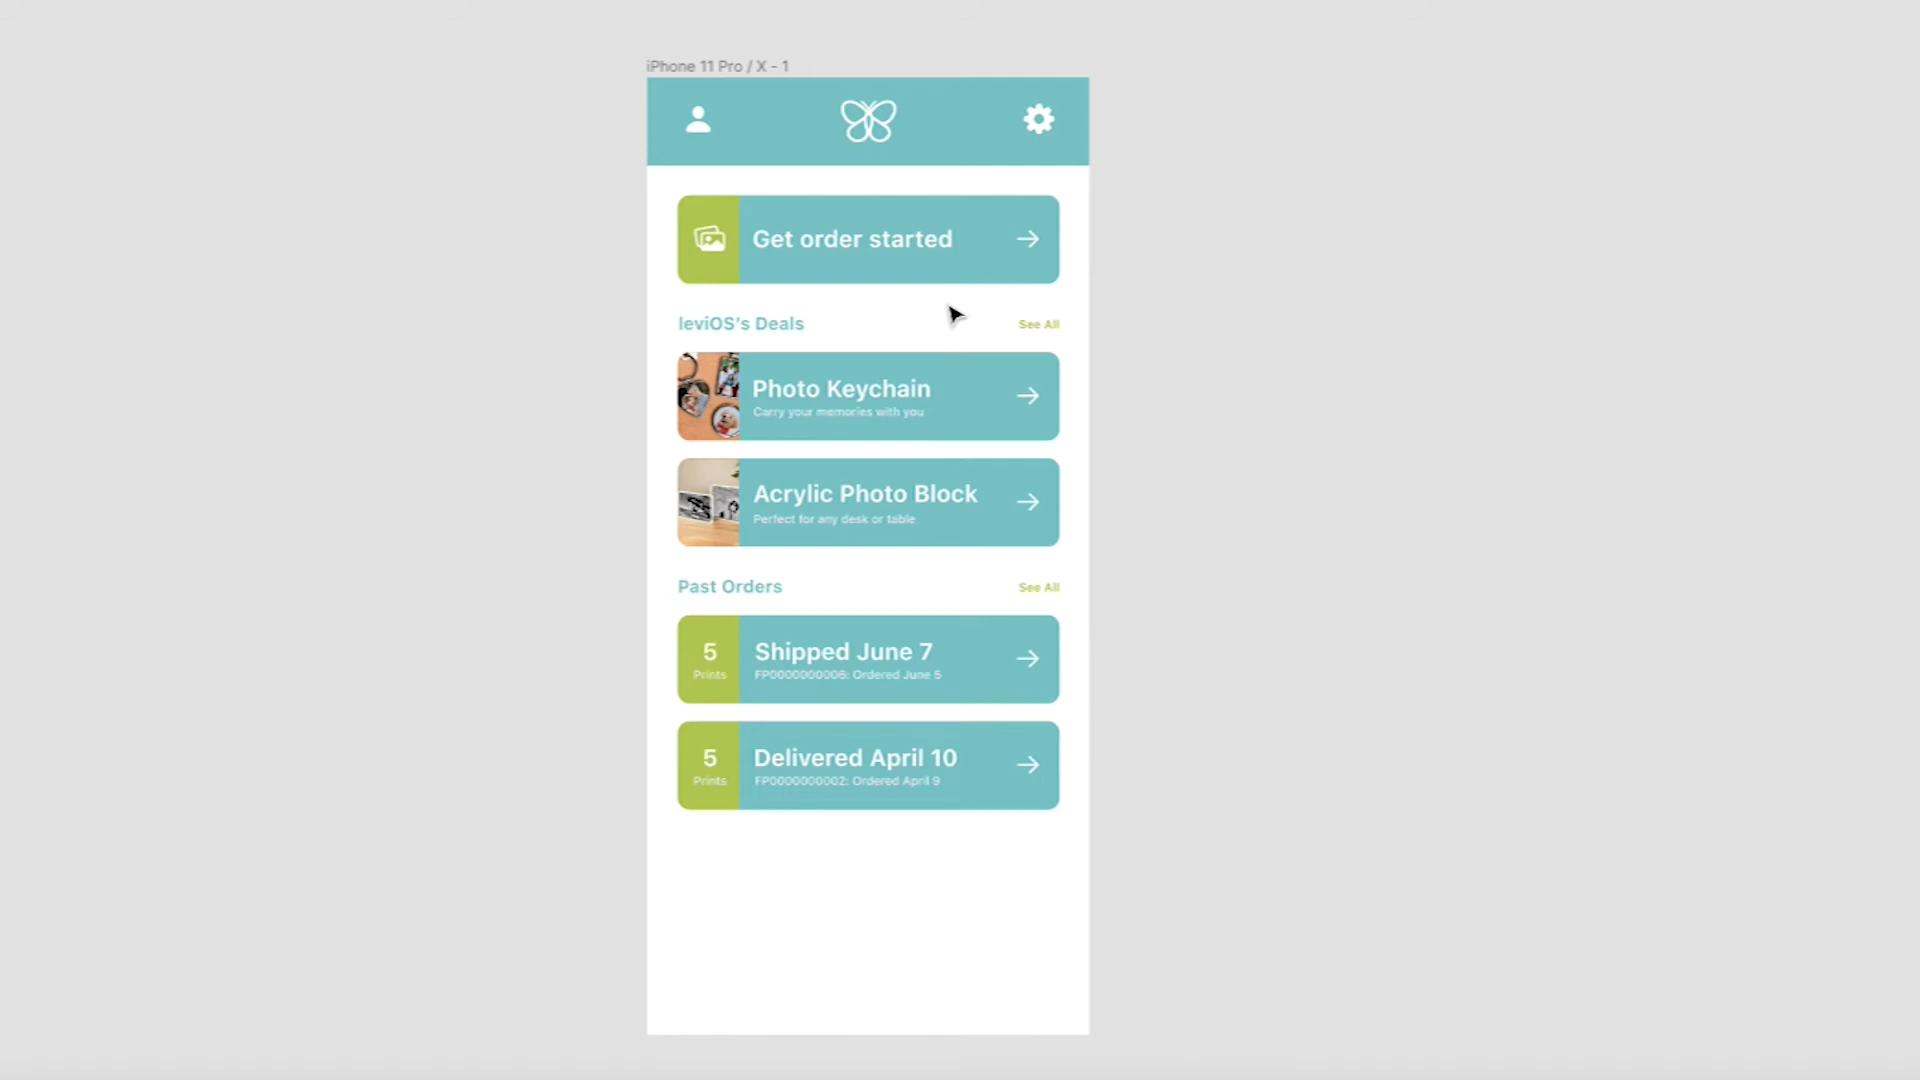 iPhone 11 Pro / X - 1
Get order started
leviOS's Deals
See All
Photo Keychain
Carry your memories with you
Acrylic Photo Block
Perfect for any desk or table
Past Orders
See All
5
Prints
Shipped June 7
FP0000000006: Ordered June 5
5
Prints
Delivered April 10
FP0000000002: Ordered April 9